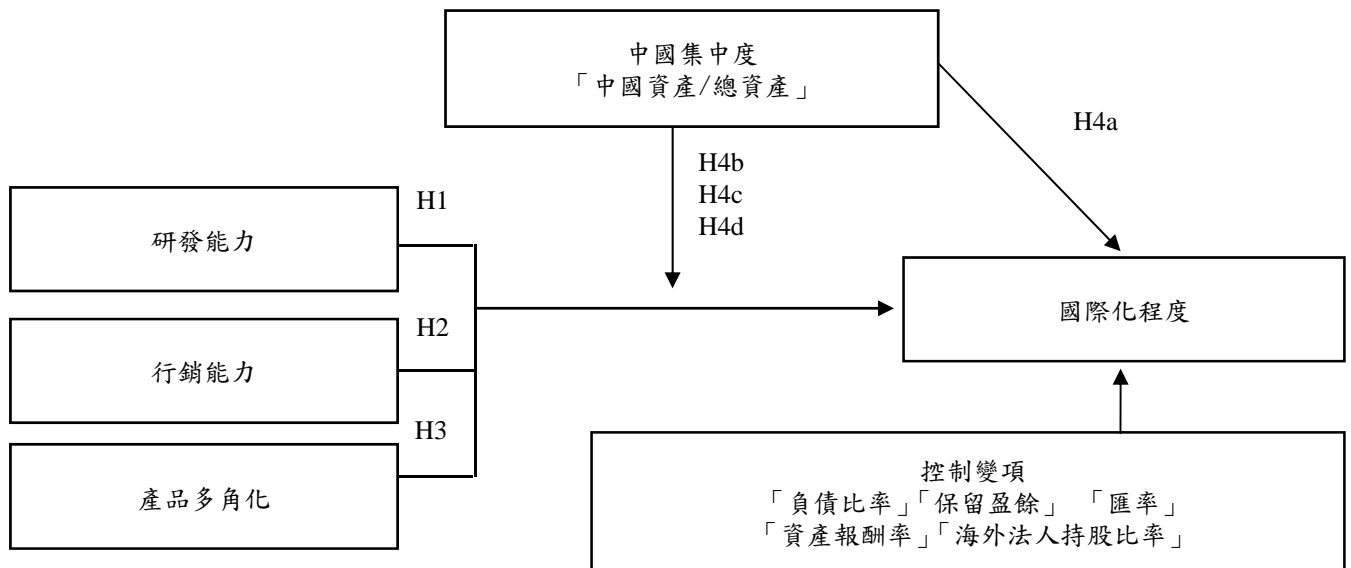 中國集中度
「中國資產/總資產」
H4a
H4b
H4c
H4d
H1
研發能力
H2
行銷能力
H3
產品多角化
國際化程度
控制變項
「負債比率」「保留盈餘」 「匯率」
「資產報酬率」「海外法人持股比率」